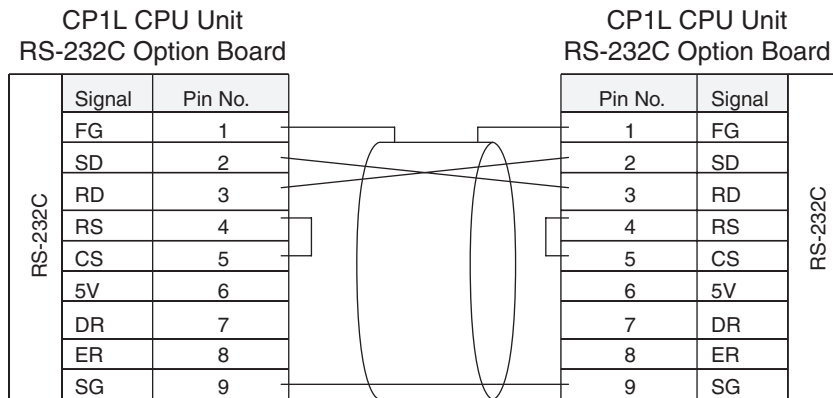 CP1L CPU Unit
RS-232C Option Board
CP1L CPU Unit
RS-232C Option Board
RS-232C
Signal Pin No.
FG 1
SD 2
RD 3
RS 4
CS 5
5V 6
DR 7
ER 8
SG 9
Pin No. Signal
1 FG
2 SD
3 RD
4 RS
5 CS
6 5V
7 DR
8 ER
9 SG
RS-232C